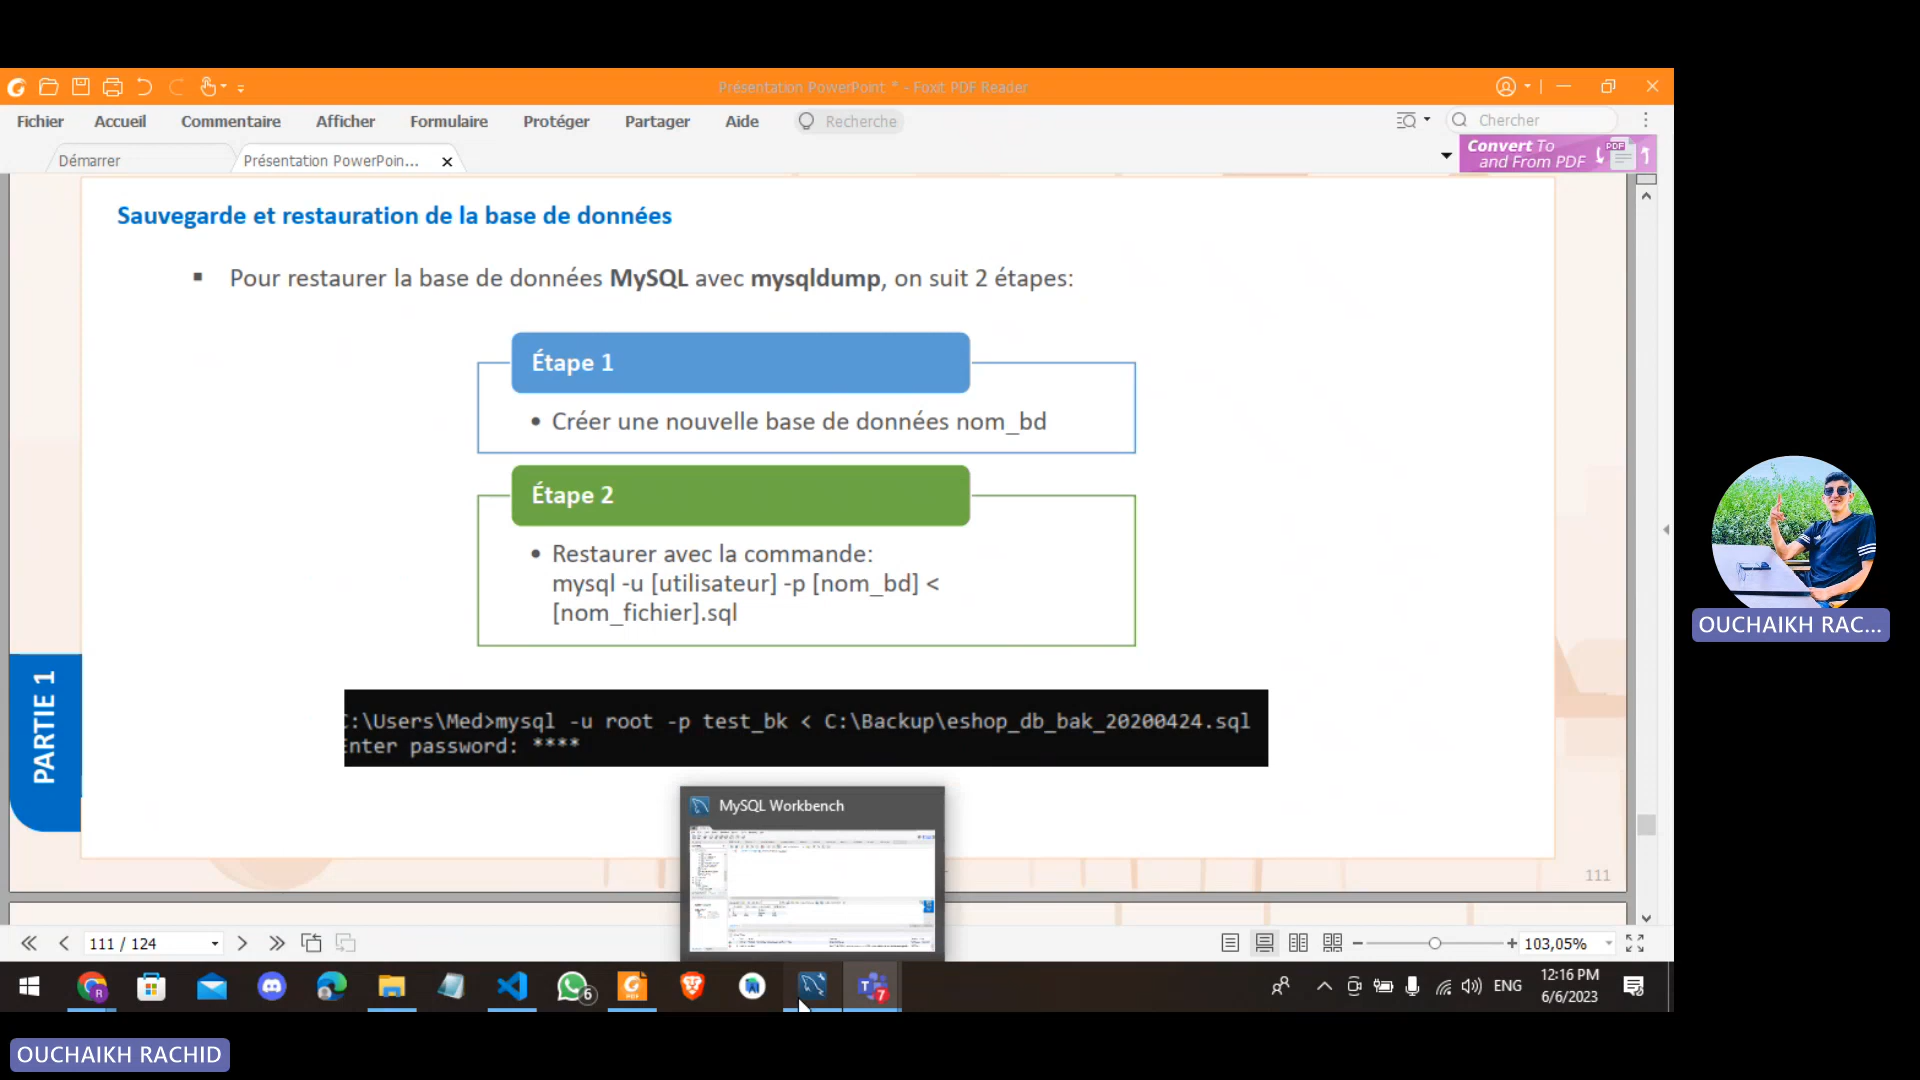 Présentation PowerPoint * - Foxit PDF Reader
Fichier Accueil Commentaire Afficher Formulaire Protéger Partager Aide Recherche Chercher
Démarrer Présentation PowerPoin...
Convert To
and From PDF
PDF
Sauvegarde et restauration de la base de données
▪ Pour restaurer la base de données MySQL avec mysqldump, on suit 2 étapes:
Étape 1
• Créer une nouvelle base de données nom_bd
Étape 2
• Restaurer avec la commande:
mysql -u [utilisateur] -p [nom_bd] <
[nom_fichier].sql
:\Users\Med>mysql -u root -p test_bk < C:\Backup\eshop_db_bak_20200424.sql
nter password: ****
PARTIE 1
MySQL Workbench
111
111 / 124
103,05%
6
7
ENG
12:16 PM
6/6/2023
OUCHAIKH RAC...
OUCHAIKH RACHID